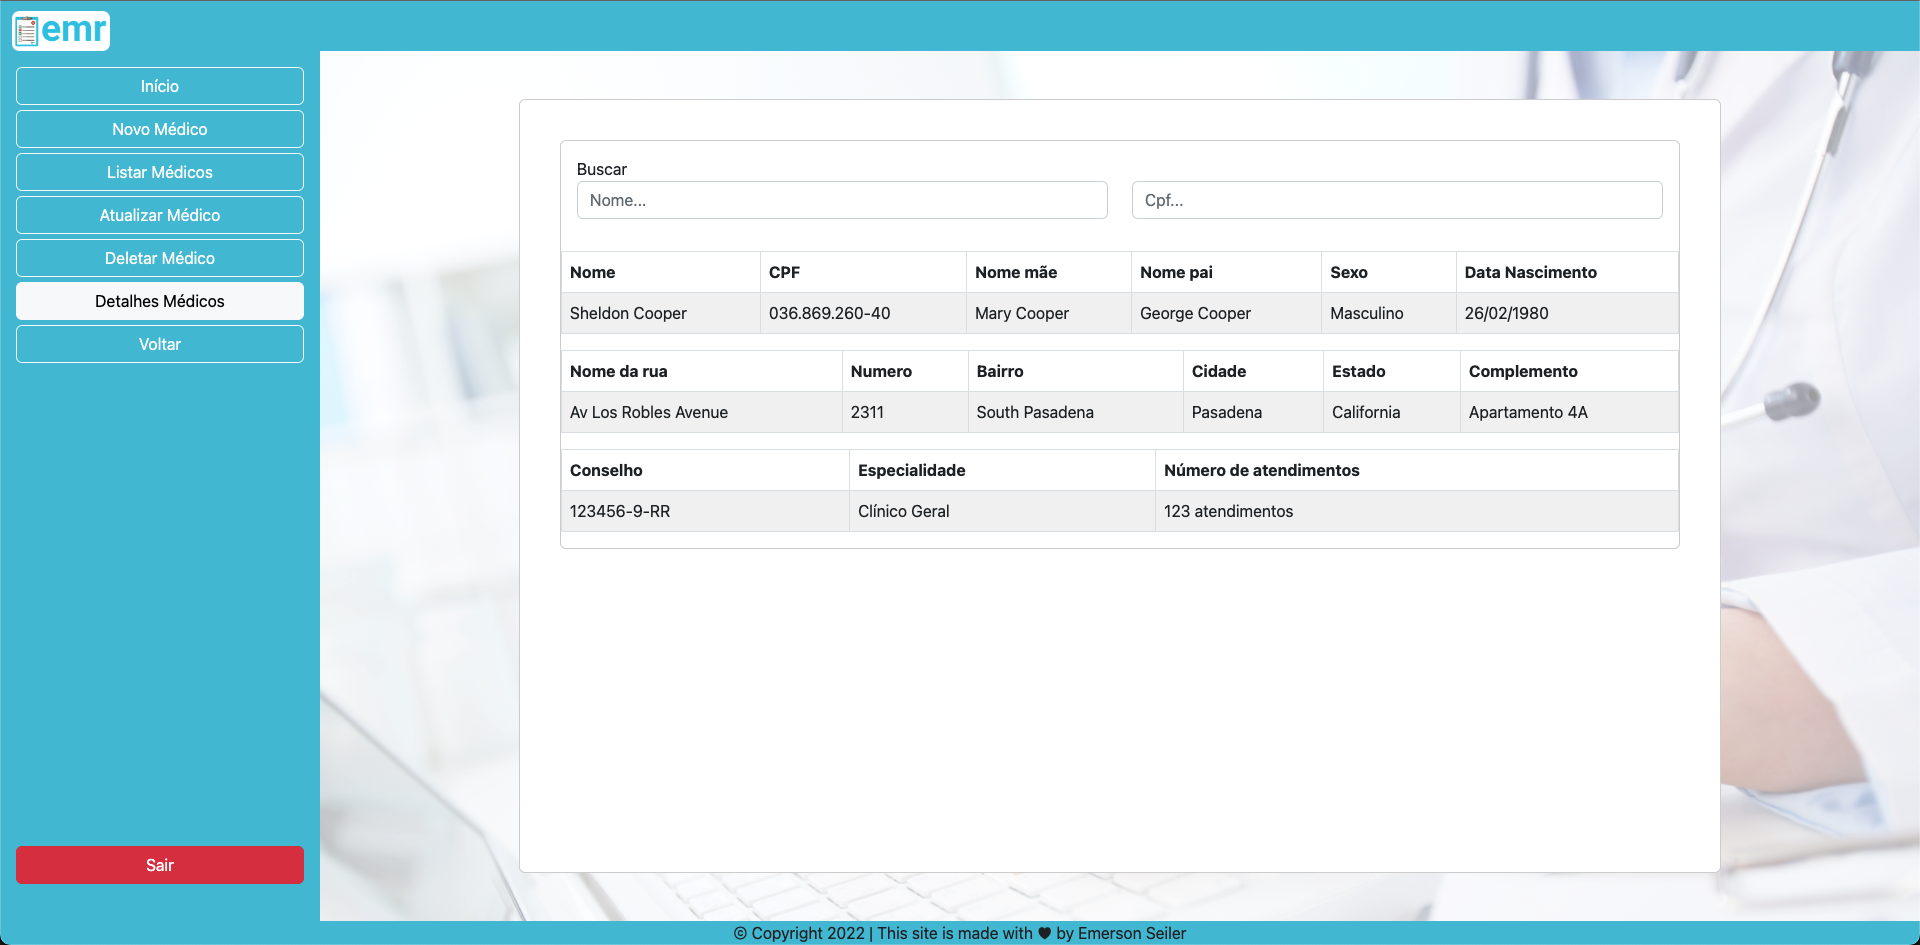 emr
Início
Novo Médico
Listar Médicos
Atualizar Médico
Deletar Médico
Detalhes Médicos
Voltar
Sair
Buscar
Nome... Cpf...
Nome CPF Nome mãe Nome pai Sexo Data Nascimento
Sheldon Cooper 036.869.260-40 Mary Cooper George Cooper Masculino 26/02/1980
Nome da rua Numero Bairro Cidade Estado Complemento
Av Los Robles Avenue 2311 South Pasadena Pasadena California Apartamento 4A
Conselho Especialidade Número de atendimentos
123456-9-RR Clínico Geral 123 atendimentos
© Copyright 2022 | This site is made with ♥ by Emerson Seiler